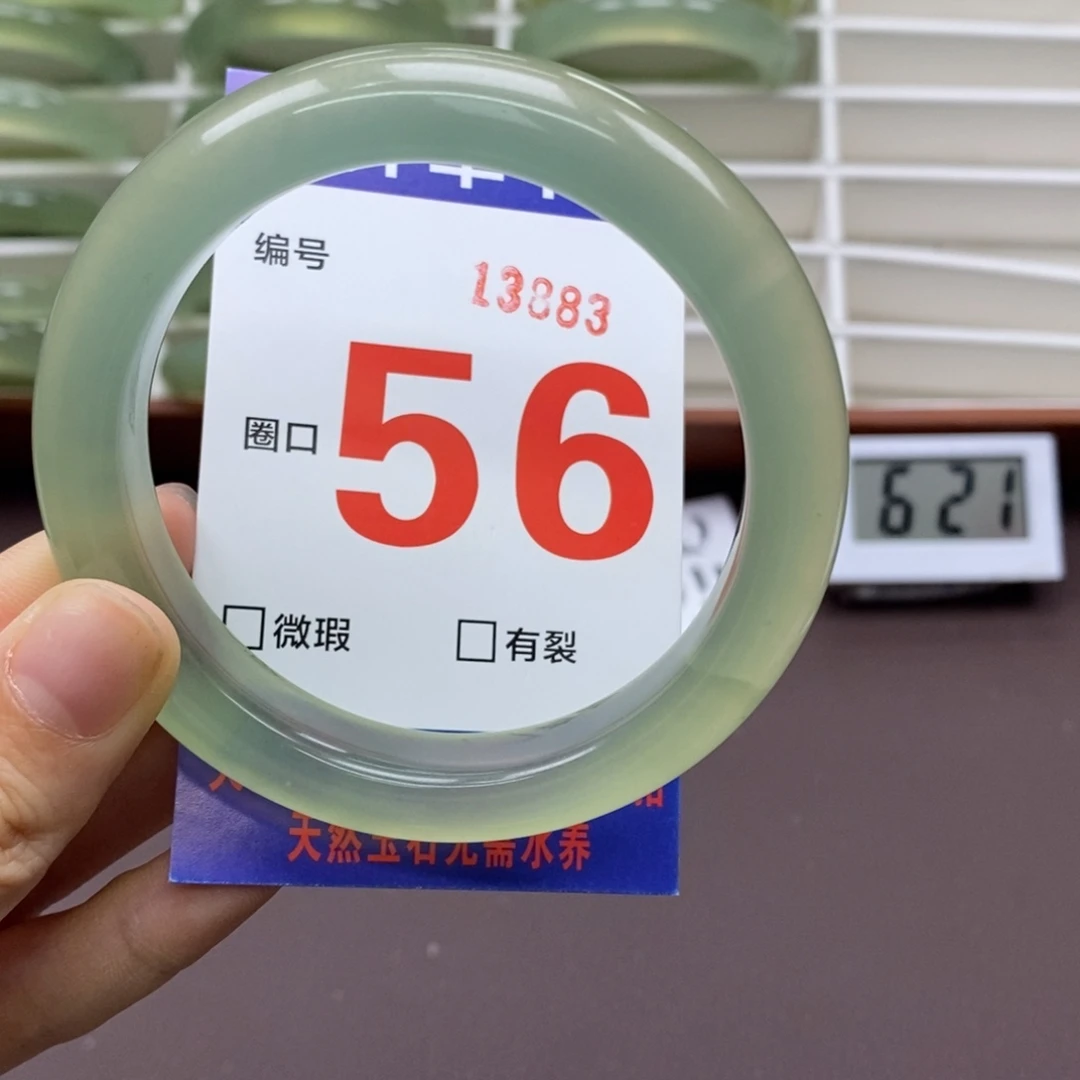 编号
13883
圈口
56
621
□微瑕 □有裂
天然玉石无需水养